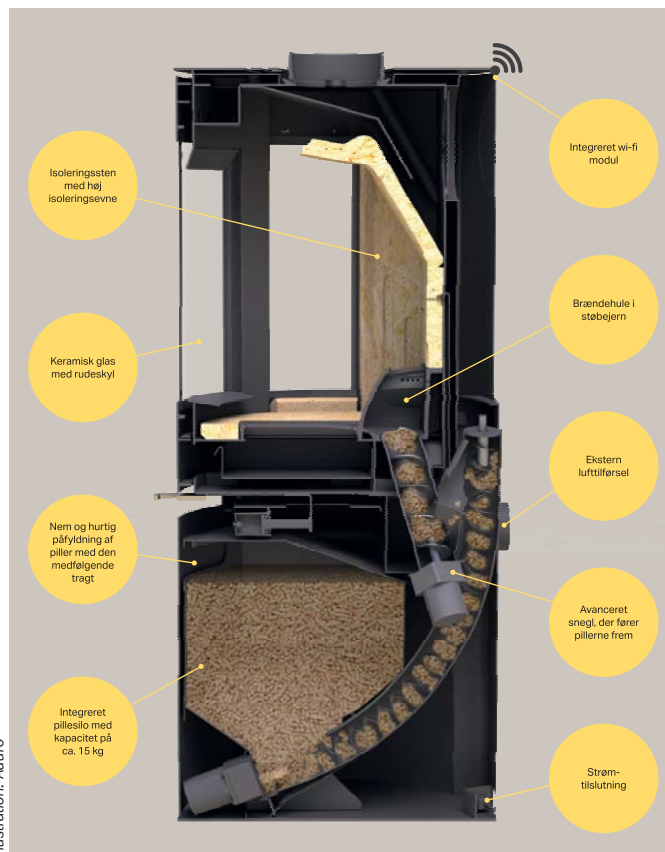 Isoleringssten
med høj
isoleringsevne
Integreret wi-fi
modul
Brændehule i
støbejern
Keramisk glas
med rudeskyl
Ekstern
lufttilførsel
Nem og hurtig
påfyldning af
piller med den
medfølgende
tragt
Avanceret
snegl, der fører
pillerne frem
Integreret
pillesilo med
kapacitet på
ca. 15 kg
Strøm-
tilslutning